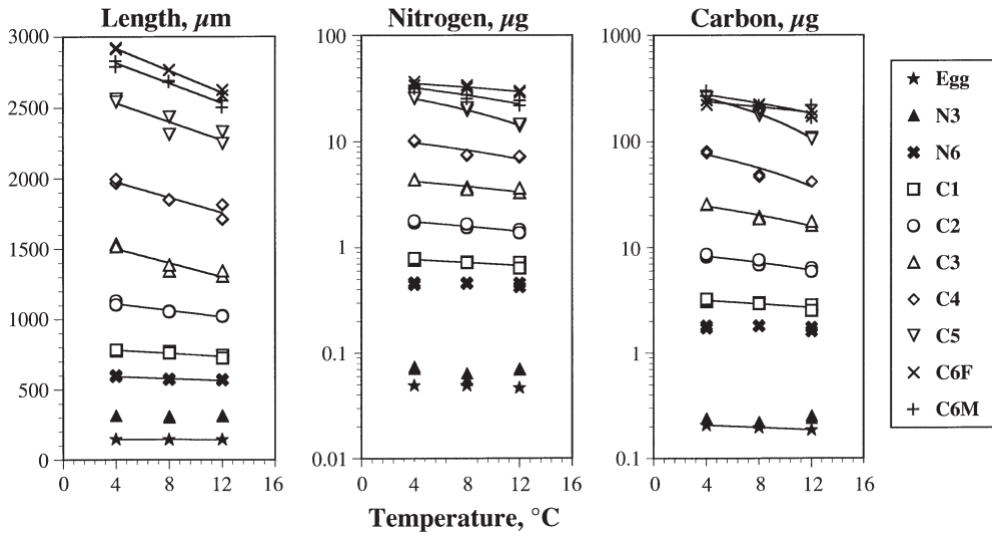 Length, μm
Nitrogen, μg
Carbon, μg
3000
2500
2000
1500
1000
500
0
0
4
8
12
16
100
10
1
0.1
0.01
0
4
8
12
16
1000
100
10
1
0.1
0
4
8
12
16
Temperature, °C
Egg
N3
N6
C1
C2
C3
C4
C5
C6F
C6M